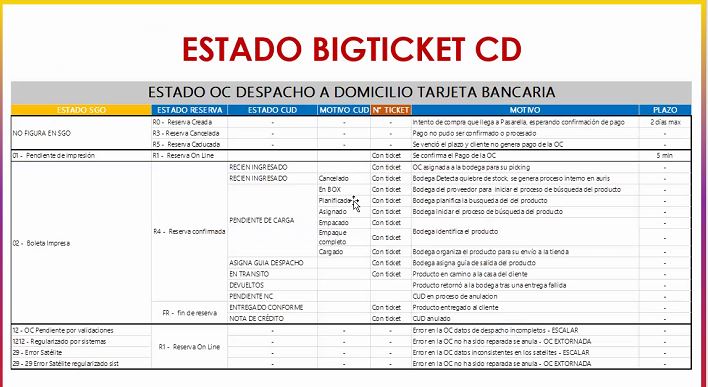 ESTADO BIGTICKET CD
ESTADO OC DESPACHO A DOMICILIO TARJETA BANCARIA
ESTADO SGO ESTADO RESERVA ESTADO CUD MOTIVO CUD N° TICKET MOTIVO PLAZO
NO FIGURA EN SGO R0 - Reserva Creada - - - Intento de compra que llega a Pasarella, esperando confirmación de pago 2 días max
R3 - Reserva Cancelada - - - Pago no pudo ser confirmado o procesado -
R5 - Reserva Caducada - - - Se venció el plazo y cliente no genera pago de la OC -
01 - Pendiente de impresión R1 - Reserva On Line Con ticket Se confirma el Pago de la OC 5 min
02 - Boleta Impresa R4 - Reserva confirmada RECIEN INGRESADO Con ticket OC asignada a la bodega para su picking -
RECIEN INGRESADO Cancelado Con ticket Bodega Detecta quiebre de stock, se genera proceso interno en auris -
PENDIENTE DE CARGA En BOX Con ticket Bodega del proveedor para iniciar el proceso de búsqueda del producto -
Planificado Con ticket Bodega planifica la busqueda del del producto -
Asignado Con ticket Bodega iniciar el proceso de búsqueda del producto -
Empacado Con ticket Bodega identifica el producto -
Empaque completo Con ticket -
Cargado Con ticket Bodega organiza el producto para su envío a la tienda -
ASIGNA GUIA DESPACHO Con ticket Bodega asigna guía de salida del producto -
EN TRANSITO Con ticket Producto en camino a la casa del cliente -
DEVUELTOS Producto retornó a la bodega tras una entrega fallida -
PENDIENTE NC CUD en proceso de anulacion -
FR - fin de reserva ENTREGADO CONFORME Con ticket Producto entregado al cliente -
NOTA DE CRÉDITO Con ticket CUD anulado -
12 - OC Pendiente por validaciones R1 - Reserva On Line - - - Error en la OC datos de despacho incompletos - ESCALAR -
1212 - Regularizado por sistemas - - - Error en la OC no ha sido reparada se anula - OC EXTORNADA -
29 - Error Satélite - - - Error en la OC datos inconsistentes en los satelites - ESCALAR -
29 - 29 Error Satélite regularizado sist - - - Error en la OC no ha sido reparada se anula - OC EXTORNADA -